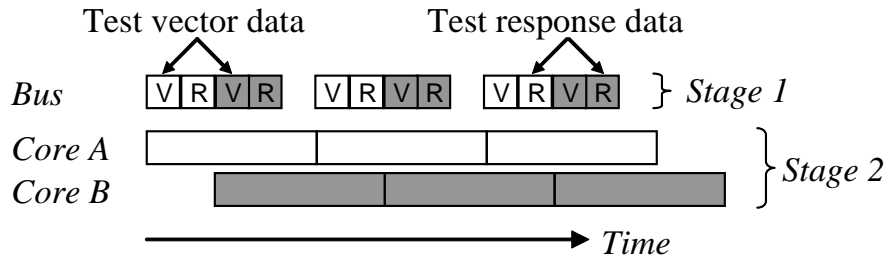 Test vector data Test response data
Bus V R V R V R V R V R V R Stage 1
Core A
Core B Stage 2
Time